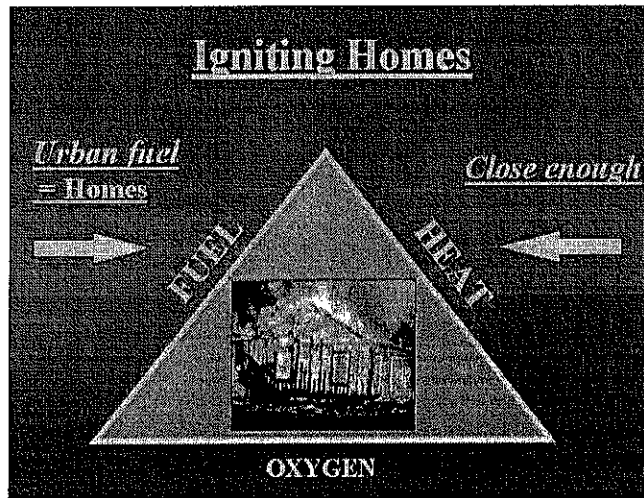 Igniting Homes
Urban fuel
= Homes
Close enough
FUEL
HEAT
OXYGEN